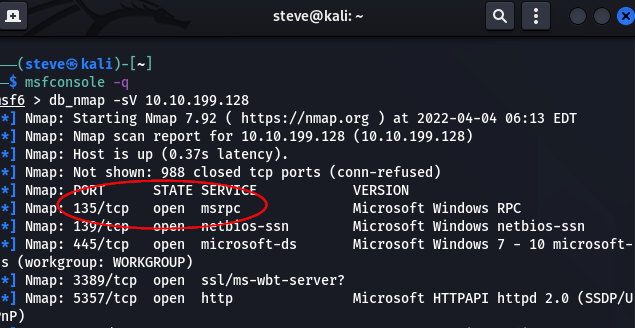 steve@kali: ~
(steve㉿kali)-[~]
$ msfconsole -q
msf6 > db_nmap -sV 10.10.199.128
*] Nmap: Starting Nmap 7.92 ( https://nmap.org ) at 2022-04-04 06:13 EDT
*] Nmap: Nmap scan report for 10.10.199.128 (10.10.199.128)
*] Nmap: Host is up (0.37s latency).
*] Nmap: Not shown: 988 closed tcp ports (conn-refused)
*] Nmap: PORT STATE SERVICE VERSION
*] Nmap: 135/tcp open msrpc Microsoft Windows RPC
*] Nmap: 139/tcp open netbios-ssn Microsoft Windows netbios-ssn
*] Nmap: 445/tcp open microsoft-ds Microsoft Windows 7 - 10 microsoft-
s (workgroup: WORKGROUP)
*] Nmap: 3389/tcp open ssl/ms-wbt-server?
*] Nmap: 5357/tcp open http Microsoft HTTPAPI httpd 2.0 (SSDP/U
PnP)